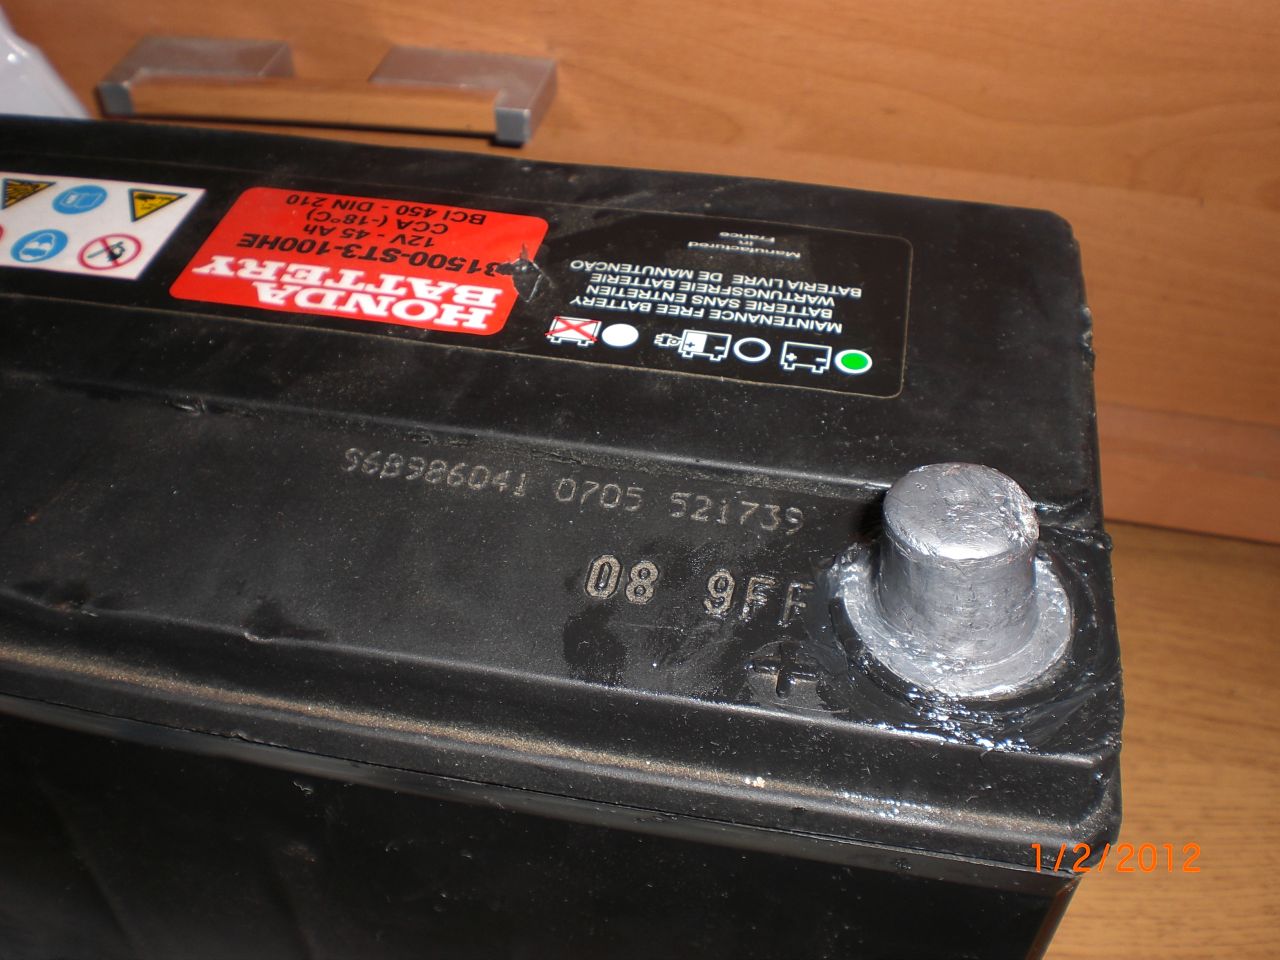 HONDA
BATTERY
31500-ST3-100HE
12V - 45 Ah
CCA (-18°C)
BCI 450 - DIN 210
MAINTENANCE FREE BATTERY
BATTERIE SANS ENTRETIEN
WARTUNGSFREIE BATTERIE
BATERIA LIVRE DE MANUTENCAO
Manufactured
in
France
S6B986041 0705 521739
08 9FF
+
1/2/2012